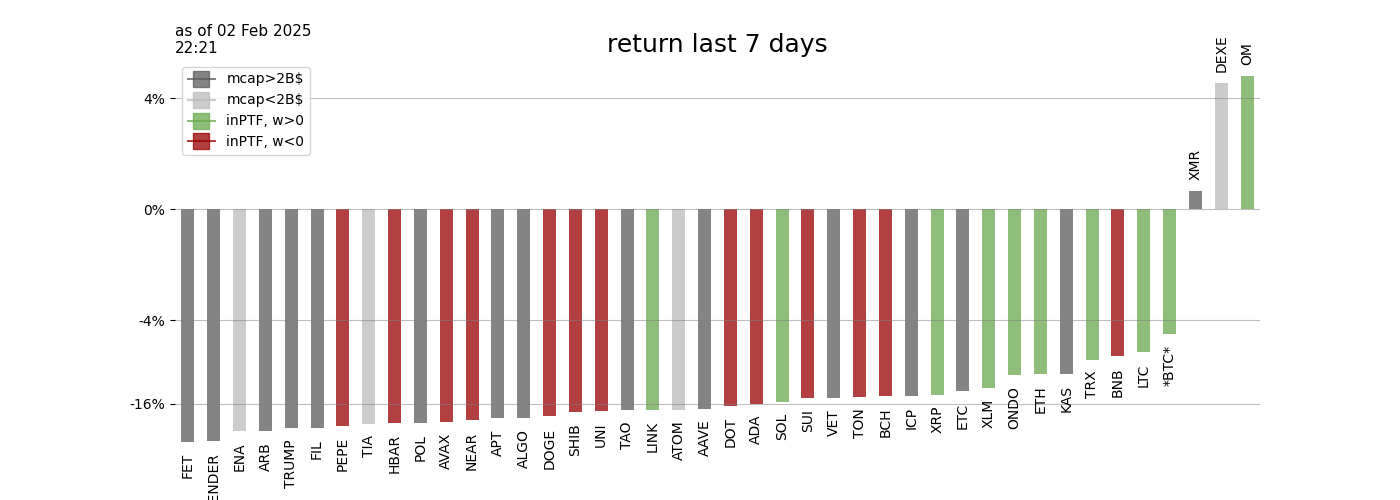 as of 02 Feb 2025
22:21
return last 7 days
mcap>2B$
mcap<2B$
inPTF, w>0
inPTF, w<0
4%
0%
-4%
-16%
FET
ENDER
ENA
ARB
TRUMP
FIL
PEPE
TIA
HBAR
POL
AVAX
NEAR
APT
ALGO
DOGE
SHIB
UNI
TAO
LINK
ATOM
AAVE
DOT
ADA
SOL
SUI
VET
TON
BCH
ICP
XRP
ETC
XLM
ONDO
ETH
KAS
TRX
BNB
LTC
*BTC*
XMR
DEXE
OM